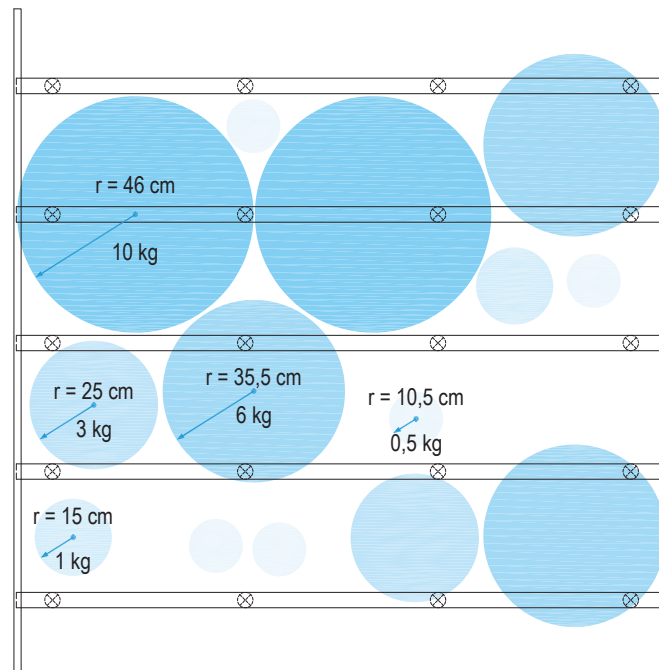 r = 46 cm
10 kg
r = 25 cm
3 kg
r = 35,5 cm
6 kg
r = 10,5 cm
0,5 kg
r = 15 cm
1 kg